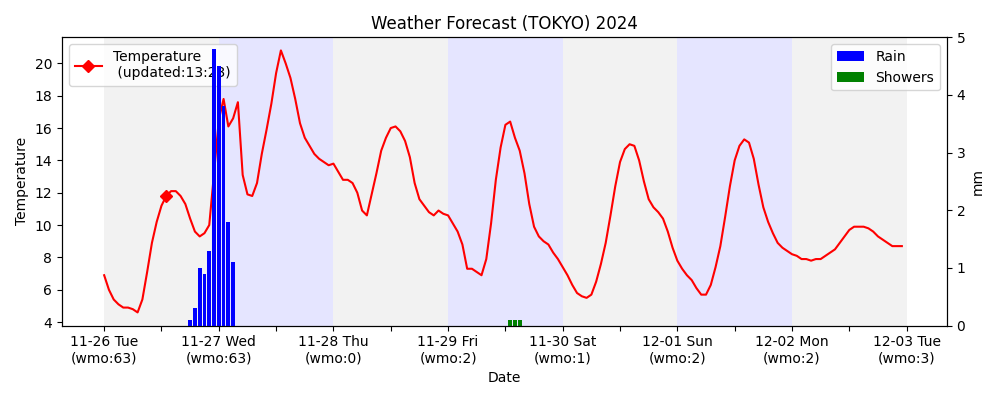 Weather Forecast (TOKYO) 2024
Temperature
(updated:13:23)
Rain
Showers
Temperature
20
18
16
14
12
10
8
6
4
5
4
3
2
1
0
mm
11-26 Tue
(wmo:63)
11-27 Wed
(wmo:63)
11-28 Thu
(wmo:0)
11-29 Fri
(wmo:2)
11-30 Sat
(wmo:1)
12-01 Sun
(wmo:2)
12-02 Mon
(wmo:2)
12-03 Tue
(wmo:3)
Date